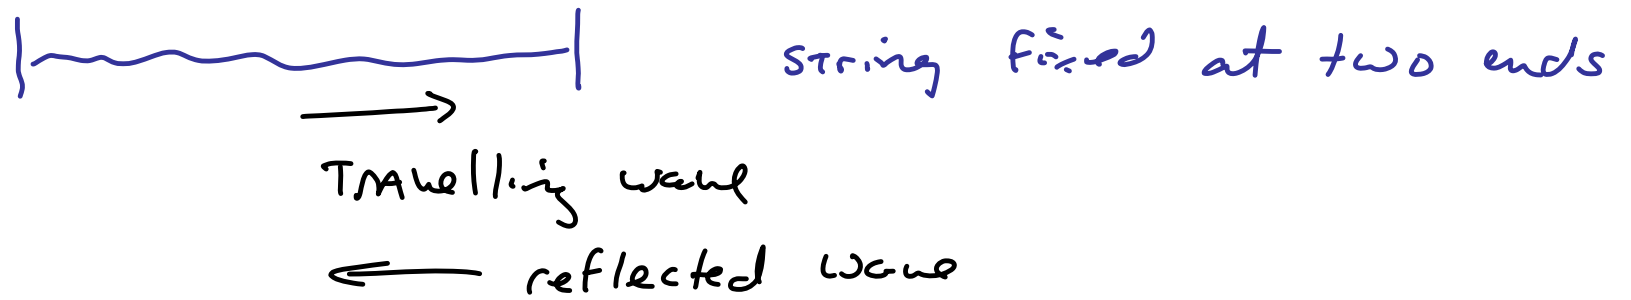 string fixed at two ends
Travelling wave
reflected wave